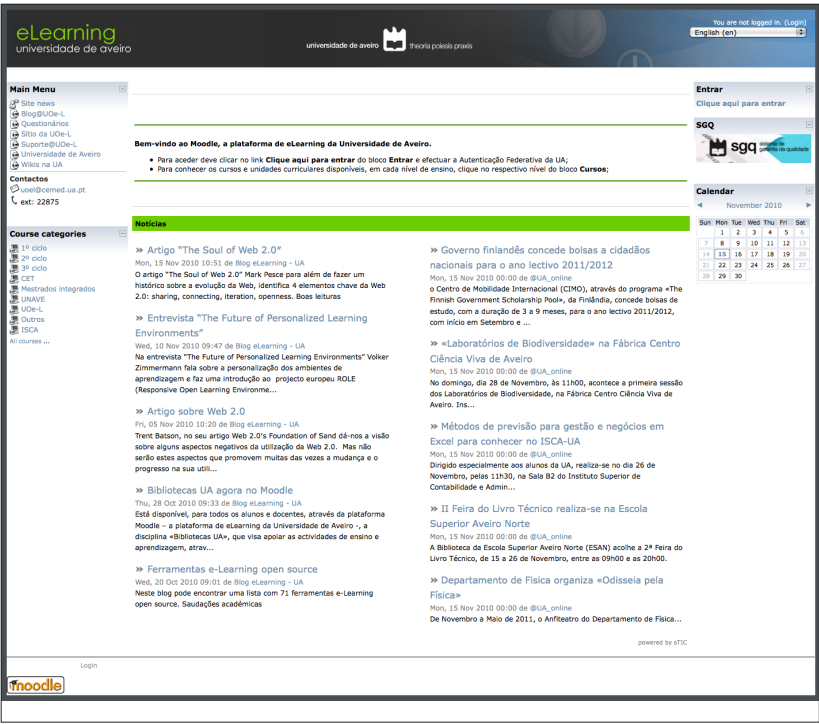 eLearning
universidade de aveiro
universidade de aveiro
theoria poiesis praxis
You are not logged in. (Login)
English (en)
Main Menu
Site news
Blog@UOe-L
Questionários
Sítio da UOe-L
Suporte@UOe-L
Universidade de Aveiro
Wikis na UA
Contactos
uoel@cemed.ua.pt
ext: 22875
Course categories
1º ciclo
2º ciclo
3º ciclo
CET
Mestrados integrados
UNAVE
UOe-L
Outros
ISCA
All courses ...
Bem-vindo ao Moodle, a plataforma de eLearning da Universidade de Aveiro.
Para aceder deve clicar no link Clique aqui para entrar do bloco Entrar e efectuar a Autenticação Federativa da UA;
Para conhecer os cursos e unidades curriculares disponíveis, em cada nível de ensino, clique no respectivo nível do bloco Cursos;
Notícias
» Artigo "The Soul of Web 2.0"
Mon, 15 Nov 2010 10:51 de Blog eLearning - UA
O artigo "The Soul of Web 2.0" Mark Pesce para além de fazer um
histórico sobre a evolução da Web, identifica 4 elementos chave da Web
2.0: sharing, connecting, iteration, openness. Boas leituras
» Entrevista "The Future of Personalized Learning
Environments"
Wed, 10 Nov 2010 09:47 de Blog eLearning - UA
Na entrevista "The Future of Personalized Learning Environments" Volker
Zimmermann fala sobre a personalização dos ambientes de
aprendizagem e faz uma introdução ao projecto europeu ROLE
(Responsive Open Learning Environme...
» Artigo sobre Web 2.0
Fri, 05 Nov 2010 10:20 de Blog eLearning - UA
Trent Batson, no seu artigo Web 2.0's Foundation of Sand dá-nos a visão
sobre alguns aspectos negativos da utilização da Web 2.0. Mas não
serão estes aspectos que promovem muitas das vezes a mudança e o
progresso na sua utili...
» Bibliotecas UA agora no Moodle
Thu, 28 Oct 2010 09:33 de Blog eLearning - UA
Está disponível, para todos os alunos e docentes, através da plataforma
Moodle – a plataforma de eLearning da Universidade de Aveiro -, a
disciplina «Bibliotecas UA», que visa apoiar as actividades de ensino e
aprendizagem, atrav...
» Ferramentas e-Learning open source
Wed, 20 Oct 2010 09:01 de Blog eLearning - UA
Neste blog pode encontrar uma lista com 71 ferramentas e-Learning
open source. Saudações académicas
» Governo finlandês concede bolsas a cidadãos
nacionais para o ano lectivo 2011/2012
Mon, 15 Nov 2010 00:00 de @UA_online
o Centro de Mobilidade Internacional (CIMO), através do programa «The
Finnish Government Scholarship Pool», da Finlândia, concede bolsas de
estudo, com a duração de 3 a 9 meses, para o ano lectivo 2011/2012,
com início em Setembro e ...
» «Laboratórios de Biodiversidade» na Fábrica Centro
Ciência Viva de Aveiro
Mon, 15 Nov 2010 00:00 de @UA_online
No domingo, dia 28 de Novembro, às 11h00, acontece a primeira sessão
dos Laboratórios de Biodiversidade, na Fábrica Centro Ciência Viva de
Aveiro. Ins...
» Métodos de previsão para gestão e negócios em
Excel para conhecer no ISCA-UA
Mon, 15 Nov 2010 00:00 de @UA_online
Dirigido especialmente aos alunos da UA, realiza-se no dia 26 de
Novembro, pelas 11h30, na Sala B2 do Instituto Superior de
Contabilidade e Admin...
» II Feira do Livro Técnico realiza-se na Escola
Superior Aveiro Norte
Mon, 15 Nov 2010 00:00 de @UA_online
A Biblioteca da Escola Superior Aveiro Norte (ESAN) acolhe a 2ª Feira do
Livro Técnico, de 15 a 26 de Novembro, entre as 09h00 e as 20h00.
» Departamento de Fisica organiza «Odisseia pela
Física»
Mon, 15 Nov 2010 00:00 de @UA_online
De Novembro a Maio de 2011, o Anfiteatro do Departamento de Física...
powered by sTIC
Entrar
Clique aqui para entrar
SGQ
sgq
sistema de
garantia da qualidade
Calendar
◄ November 2010 ►
Sun Mon Tue Wed Thu Fri Sat
1 2 3 4 5 6
7 8 9 10 11 12 13
14 15 16 17 18 19 20
21 22 23 24 25 26 27
28 29 30
Login
moodle